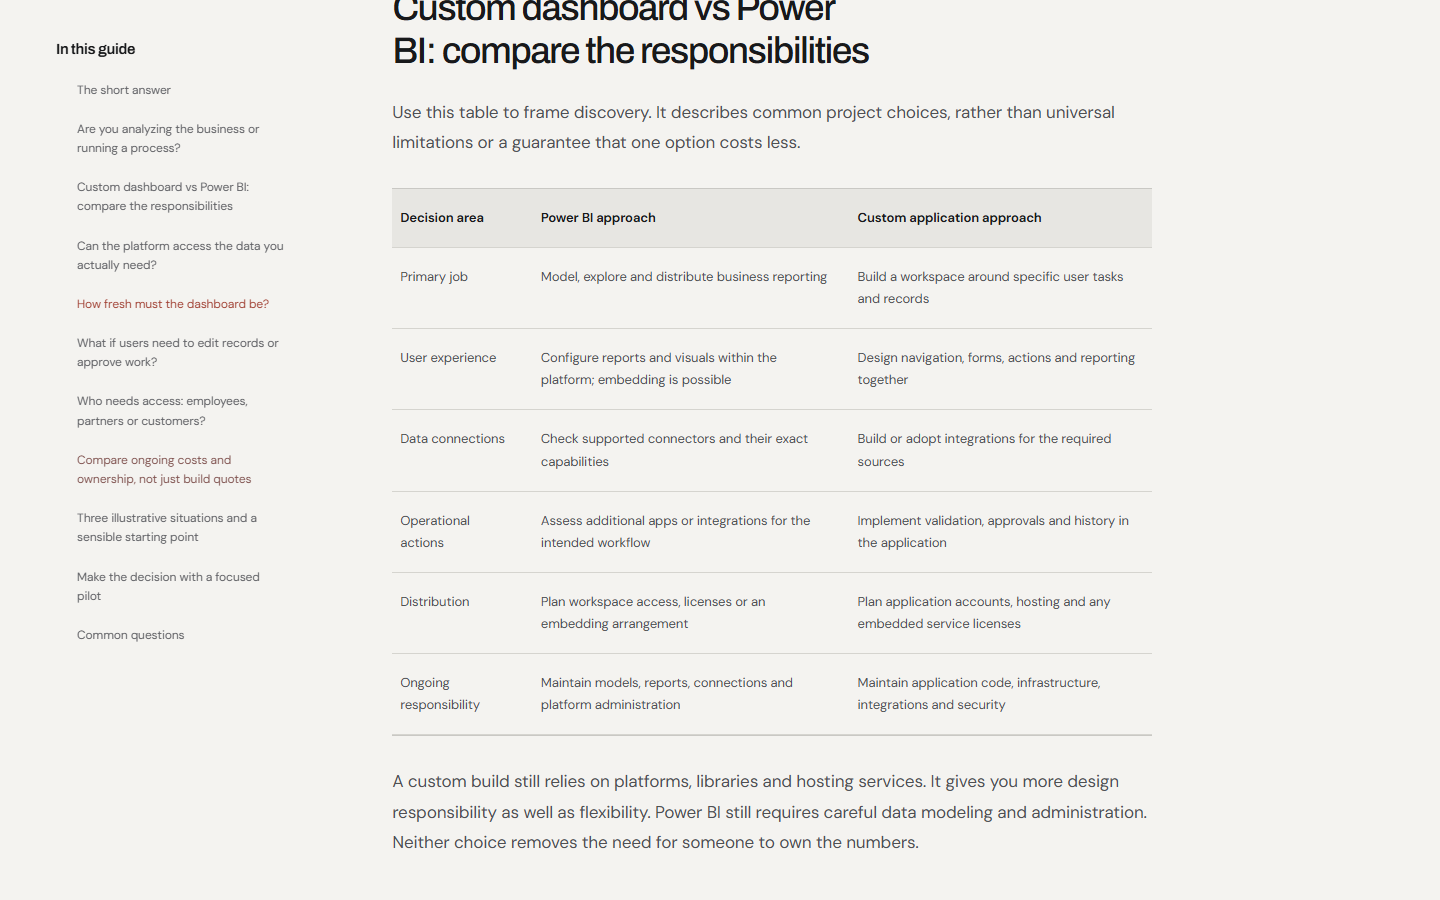 In this guide
The short answer
Are you analyzing the business or
running a process?
Custom dashboard vs Power BI:
compare the responsibilities
Can the platform access the data you
actually need?
How fresh must the dashboard be?
What if users need to edit records or
approve work?
Who needs access: employees,
partners or customers?
Compare ongoing costs and
ownership, not just build quotes
Three illustrative situations and a
sensible starting point
Make the decision with a focused
pilot
Common questions
Custom dashboard vs Power
BI: compare the responsibilities
Use this table to frame discovery. It describes common project choices, rather than universal
limitations or a guarantee that one option costs less.
Decision area Power BI approach Custom application approach
Primary job Model, explore and distribute business reporting Build a workspace around specific user tasks
and records
User experience Configure reports and visuals within the Design navigation, forms, actions and reporting
platform; embedding is possible together
Data connections Check supported connectors and their exact Build or adopt integrations for the required
capabilities sources
Operational Assess additional apps or integrations for the Implement validation, approvals and history in
actions intended workflow the application
Distribution Plan workspace access, licenses or an Plan application accounts, hosting and any
embedding arrangement embedded service licenses
Ongoing Maintain models, reports, connections and Maintain application code, infrastructure,
responsibility platform administration integrations and security
A custom build still relies on platforms, libraries and hosting services. It gives you more design
responsibility as well as flexibility. Power BI still requires careful data modeling and administration.
Neither choice removes the need for someone to own the numbers.